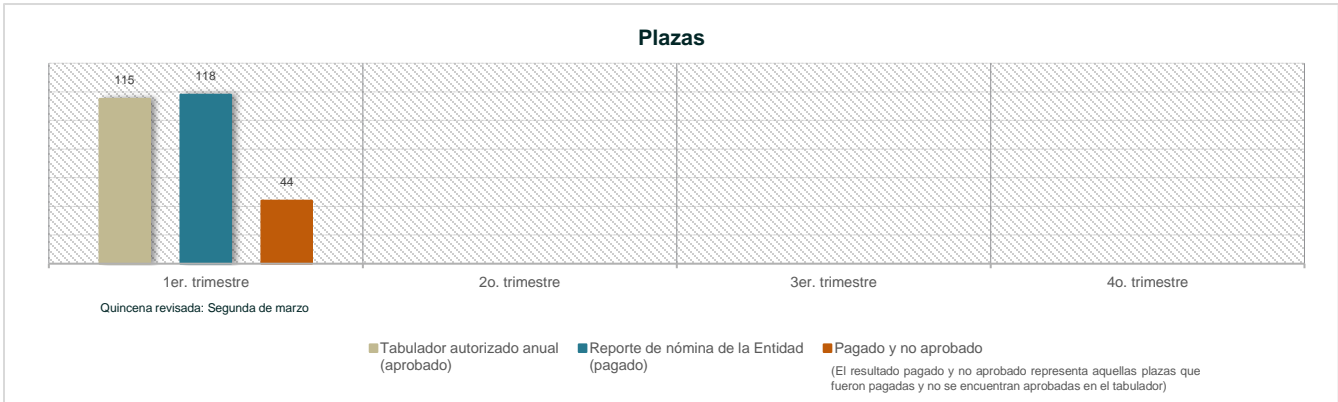 Plazas
115
118
44
1er. trimestre
2o. trimestre
3er. trimestre
4o. trimestre
Quincena revisada: Segunda de marzo
Tabulador autorizado anual
(aprobado)
Reporte de nómina de la Entidad
(pagado)
Pagado y no aprobado
(El resultado pagado y no aprobado representa aquellas plazas que
fueron pagadas y no se encuentran aprobadas en el tabulador)